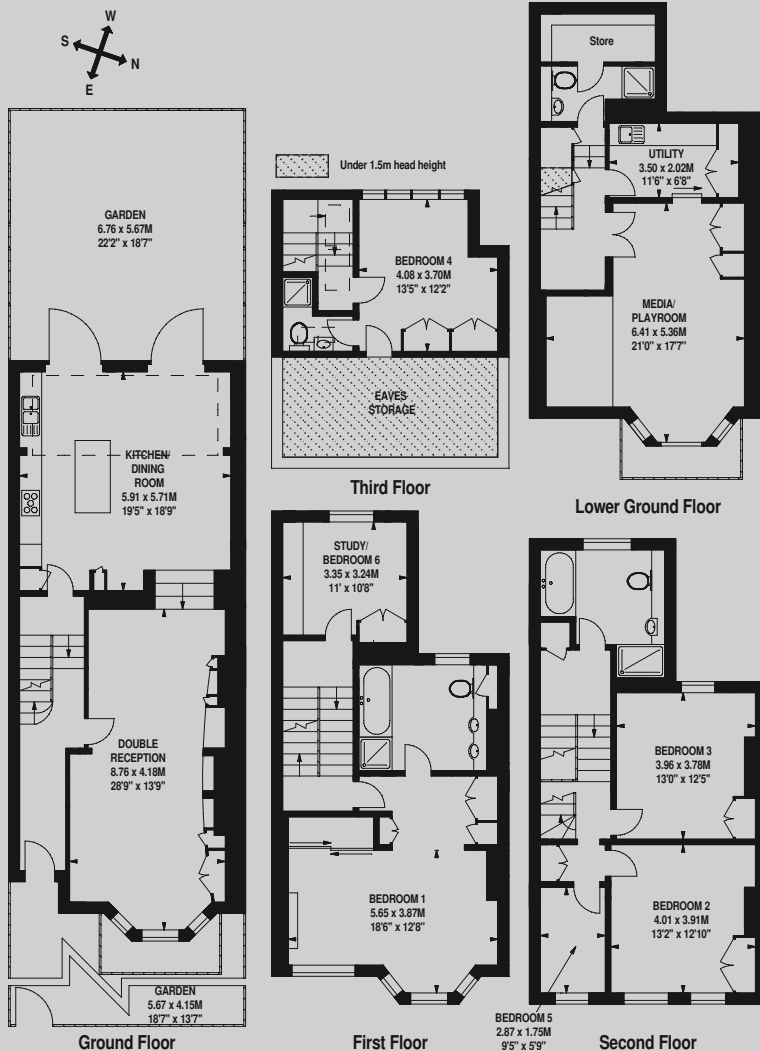 W
S
N
E
GARDEN
6.76 x 5.67M
22'2" x 18'7"
KITCHEN/
DINING
ROOM
5.91 x 5.71M
19'5" x 18'9"
DOUBLE
RECEPTION
8.76 x 4.18M
28'9" x 13'9"
GARDEN
5.67 x 4.15M
18'7" x 13'7"
Ground Floor
Under 1.5m head height
BEDROOM 4
4.08 x 3.70M
13'5" x 12'2"
EAVES
STORAGE
Third Floor
Store
UTILITY
3.50 x 2.02M
11'6" x 6'8"
MEDIA/
PLAYROOM
6.41 x 5.36M
21'0" x 17'7"
Lower Ground Floor
STUDY/
BEDROOM 6
3.35 x 3.24M
11' x 10'8"
BEDROOM 1
5.65 x 3.87M
18'6" x 12'8"
First Floor
BEDROOM 3
3.96 x 3.78M
13'0" x 12'5"
BEDROOM 2
4.01 x 3.91M
13'2" x 12'10"
BEDROOM 5
2.87 x 1.75M
9'5" x 5'9"
Second Floor